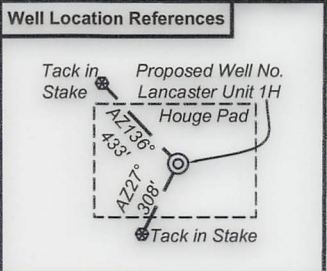 Well Location References
Tack in
Stake
Proposed Well No.
Lancaster Unit 1H
Houge Pad
AZ136°
433'
AZ27°
308'
Tack in Stake